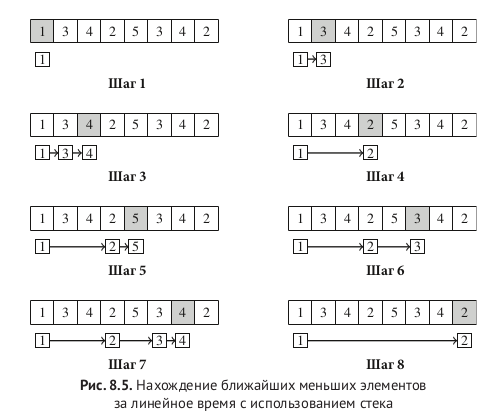 1 3 4 2 5 3 4 2
1
Шаг 1
1 3 4 2 5 3 4 2
1 3
Шаг 2
1 3 4 2 5 3 4 2
1 3 4
Шаг 3
1 3 4 2 5 3 4 2
1 2
Шаг 4
1 3 4 2 5 3 4 2
1 2 5
Шаг 5
1 3 4 2 5 3 4 2
1 2 3
Шаг 6
1 3 4 2 5 3 4 2
1 2 3 4
Шаг 7
1 3 4 2 5 3 4 2
1 2
Шаг 8
Рис. 8.5. Нахождение ближайших меньших элементов
за линейное время с использованием стека